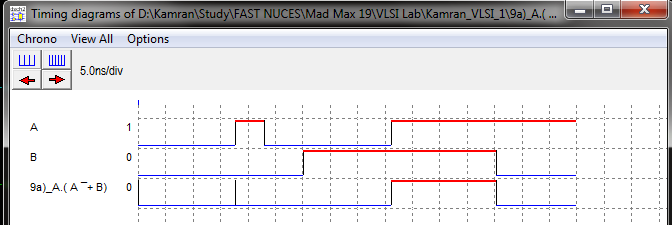 dsch2 Timing diagrams of D:\Kamran\Study\FAST NUCES\Mad Max 19\VLSI Lab\Kamran_VLSI_1\9a)_A.( ...
Chrono View All Options
5.0ns/div
A 1
B 0
9a)_A.( A ¯+ B) 0